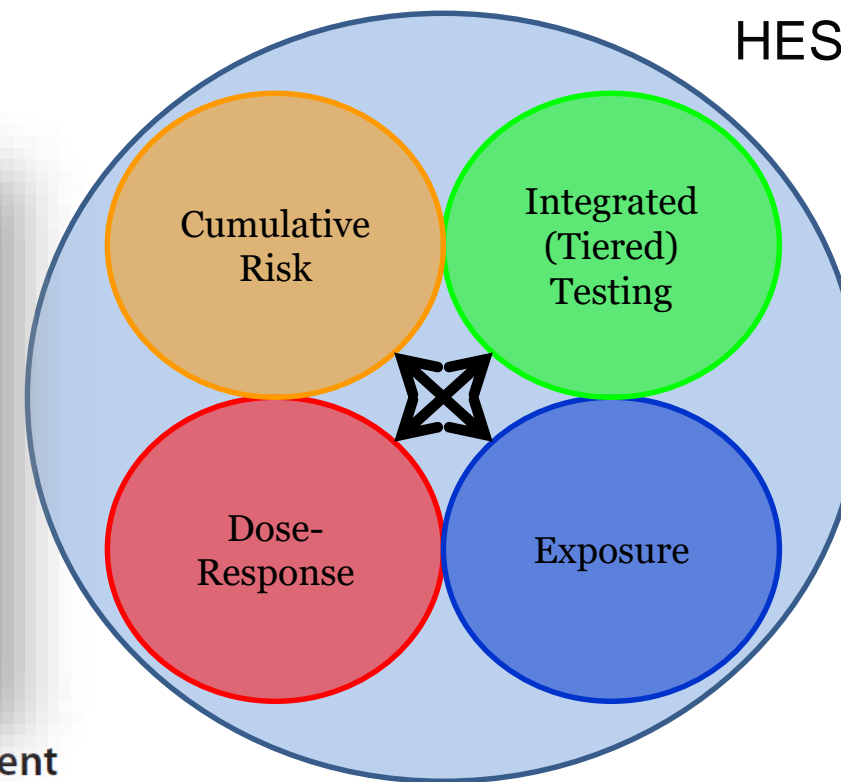 HES
Cumulative
Risk
Integrated
(Tiered)
Testing
Dose-
Response
Exposure
ent